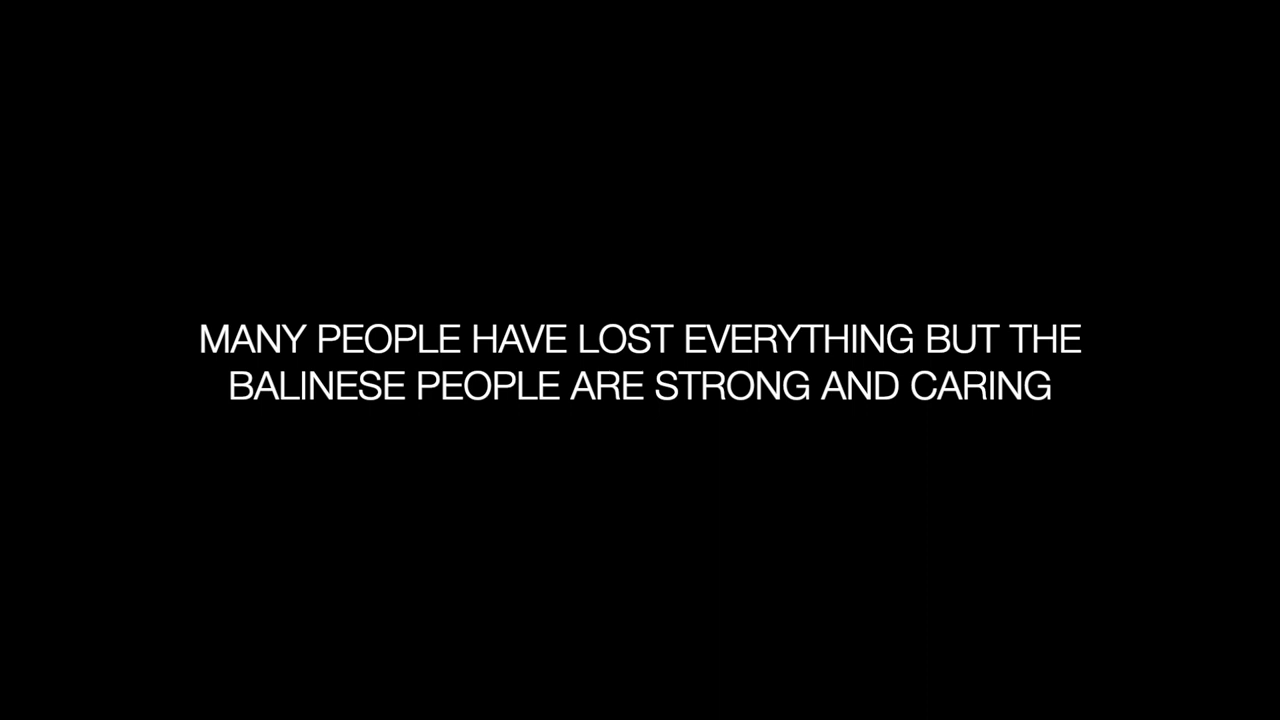 MANY PEOPLE HAVE LOST EVERYTHING BUT THE
BALINESE PEOPLE ARE STRONG AND CARING